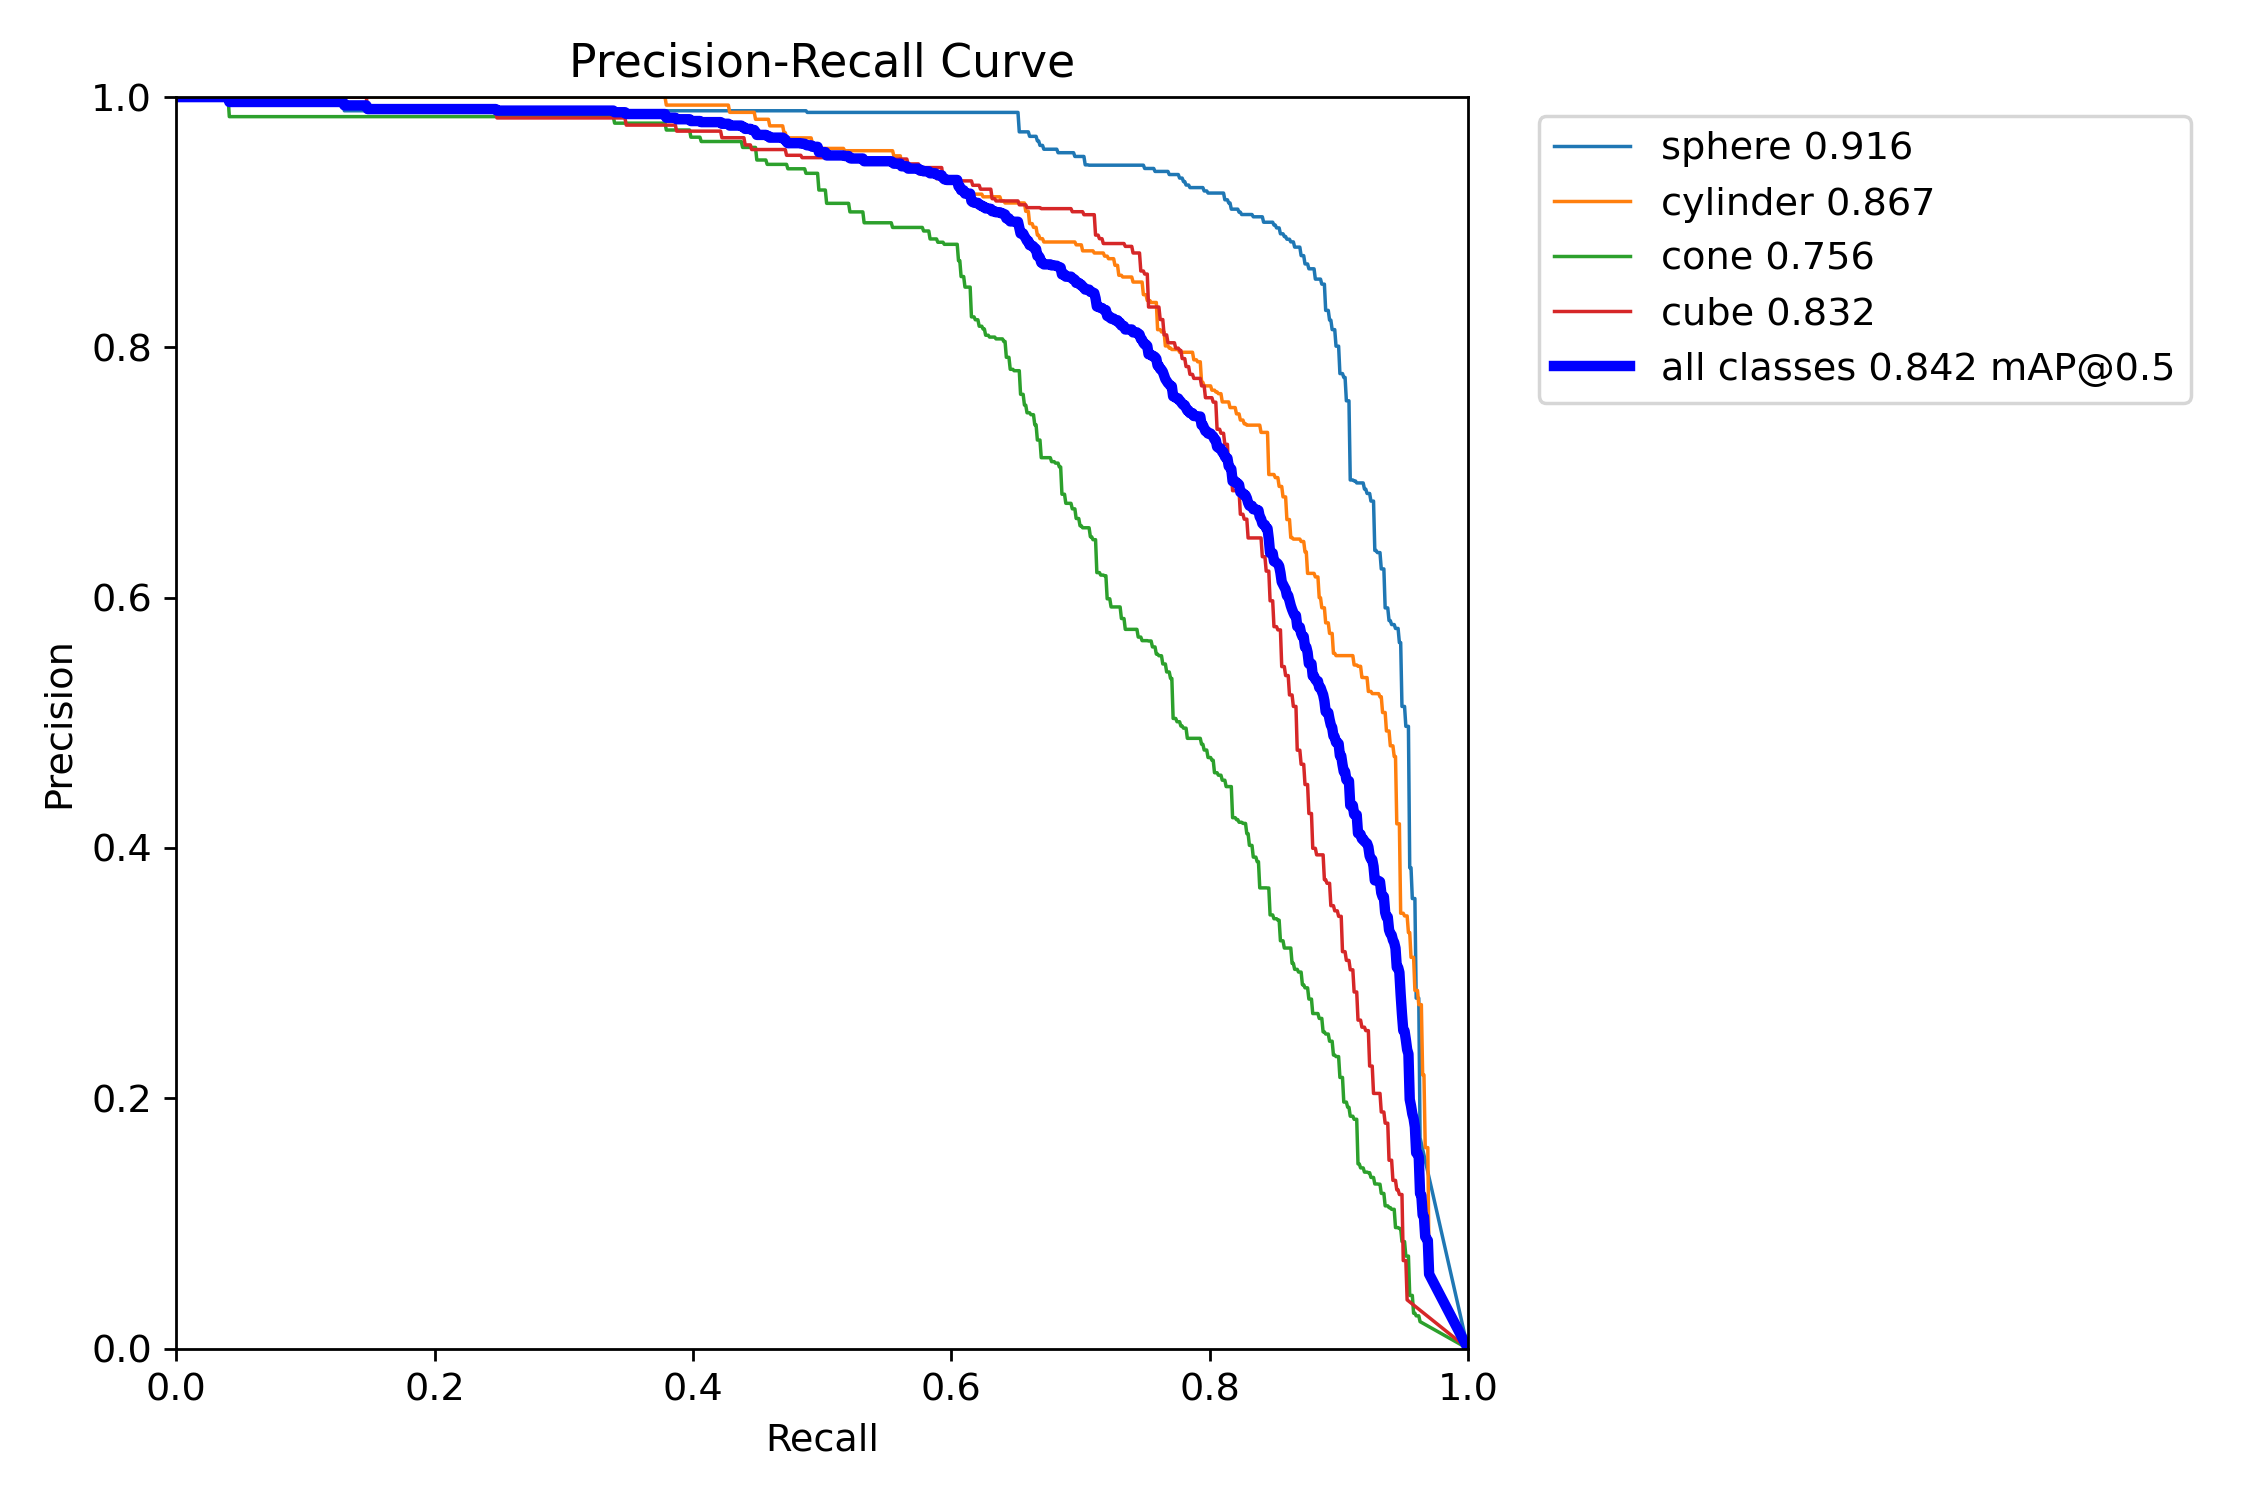 Precision-Recall Curve
1.0
0.8
0.6
0.4
0.2
0.0
Precision
0.0 0.2 0.4 0.6 0.8 1.0
Recall
sphere 0.916
cylinder 0.867
cone 0.756
cube 0.832
all classes 0.842 mAP@0.5